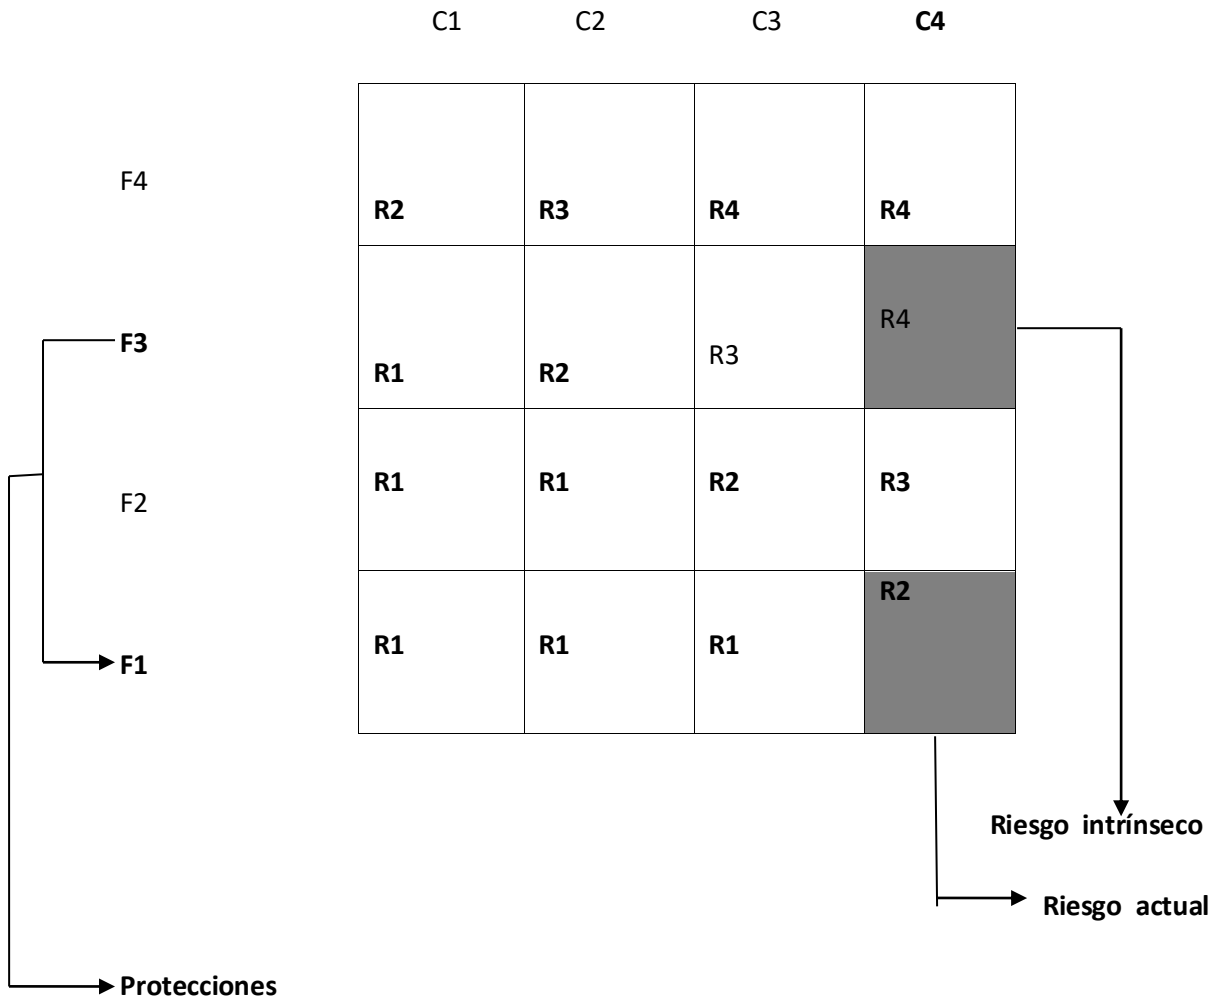 C1 C2 C3 C4
F4
R2 R3 R4 R4
F3
R1 R2 R3 R4
F2
R1 R1 R2 R3
F1
R1 R1 R1 R2
Riesgo intrínseco
Riesgo actual
Protecciones